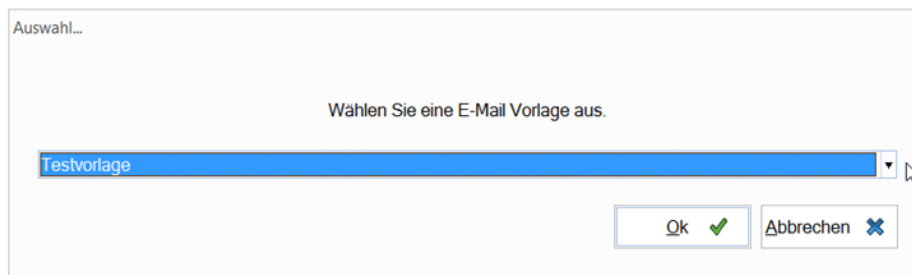 Auswahl...
Wählen Sie eine E-Mail Vorlage aus.
Testvorlage
Ok Abbrechen